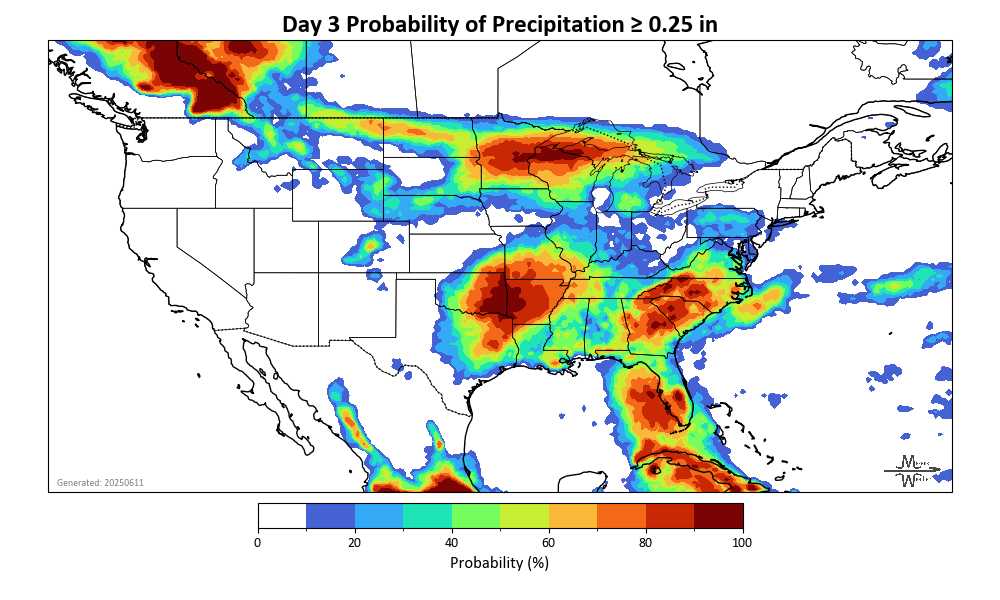 Day 3 Probability of Precipitation ≥ 0.25 in
Generated: 20250611
0 20 40 60 80 100
Probability (%)